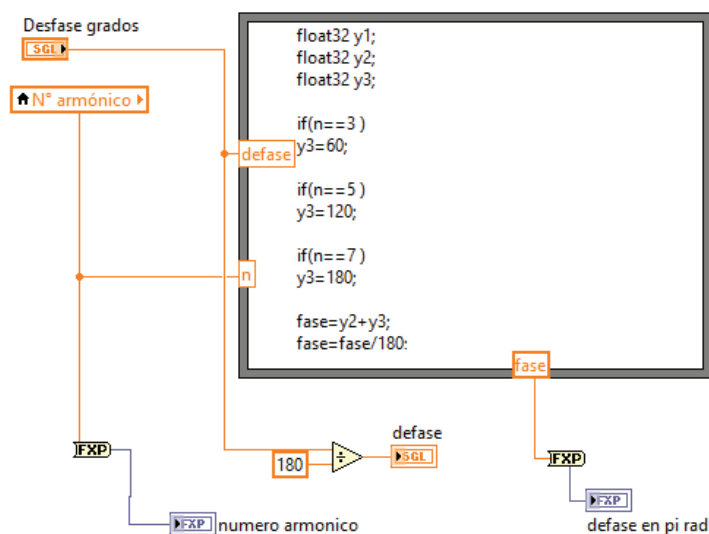 Desfase grados
SGL
N° armónico
float32 y1;
float32 y2;
float32 y3;
if(n==3 )
defase
y3=60;
if(n==5 )
y3=120;
if(n==7 )
n
y3=180;
fase=y2+y3;
fase=fase/180:
fase
FXP
180
÷
defase
SGL
FXP
FXP
numero armonico
FXP
defase en pi rad